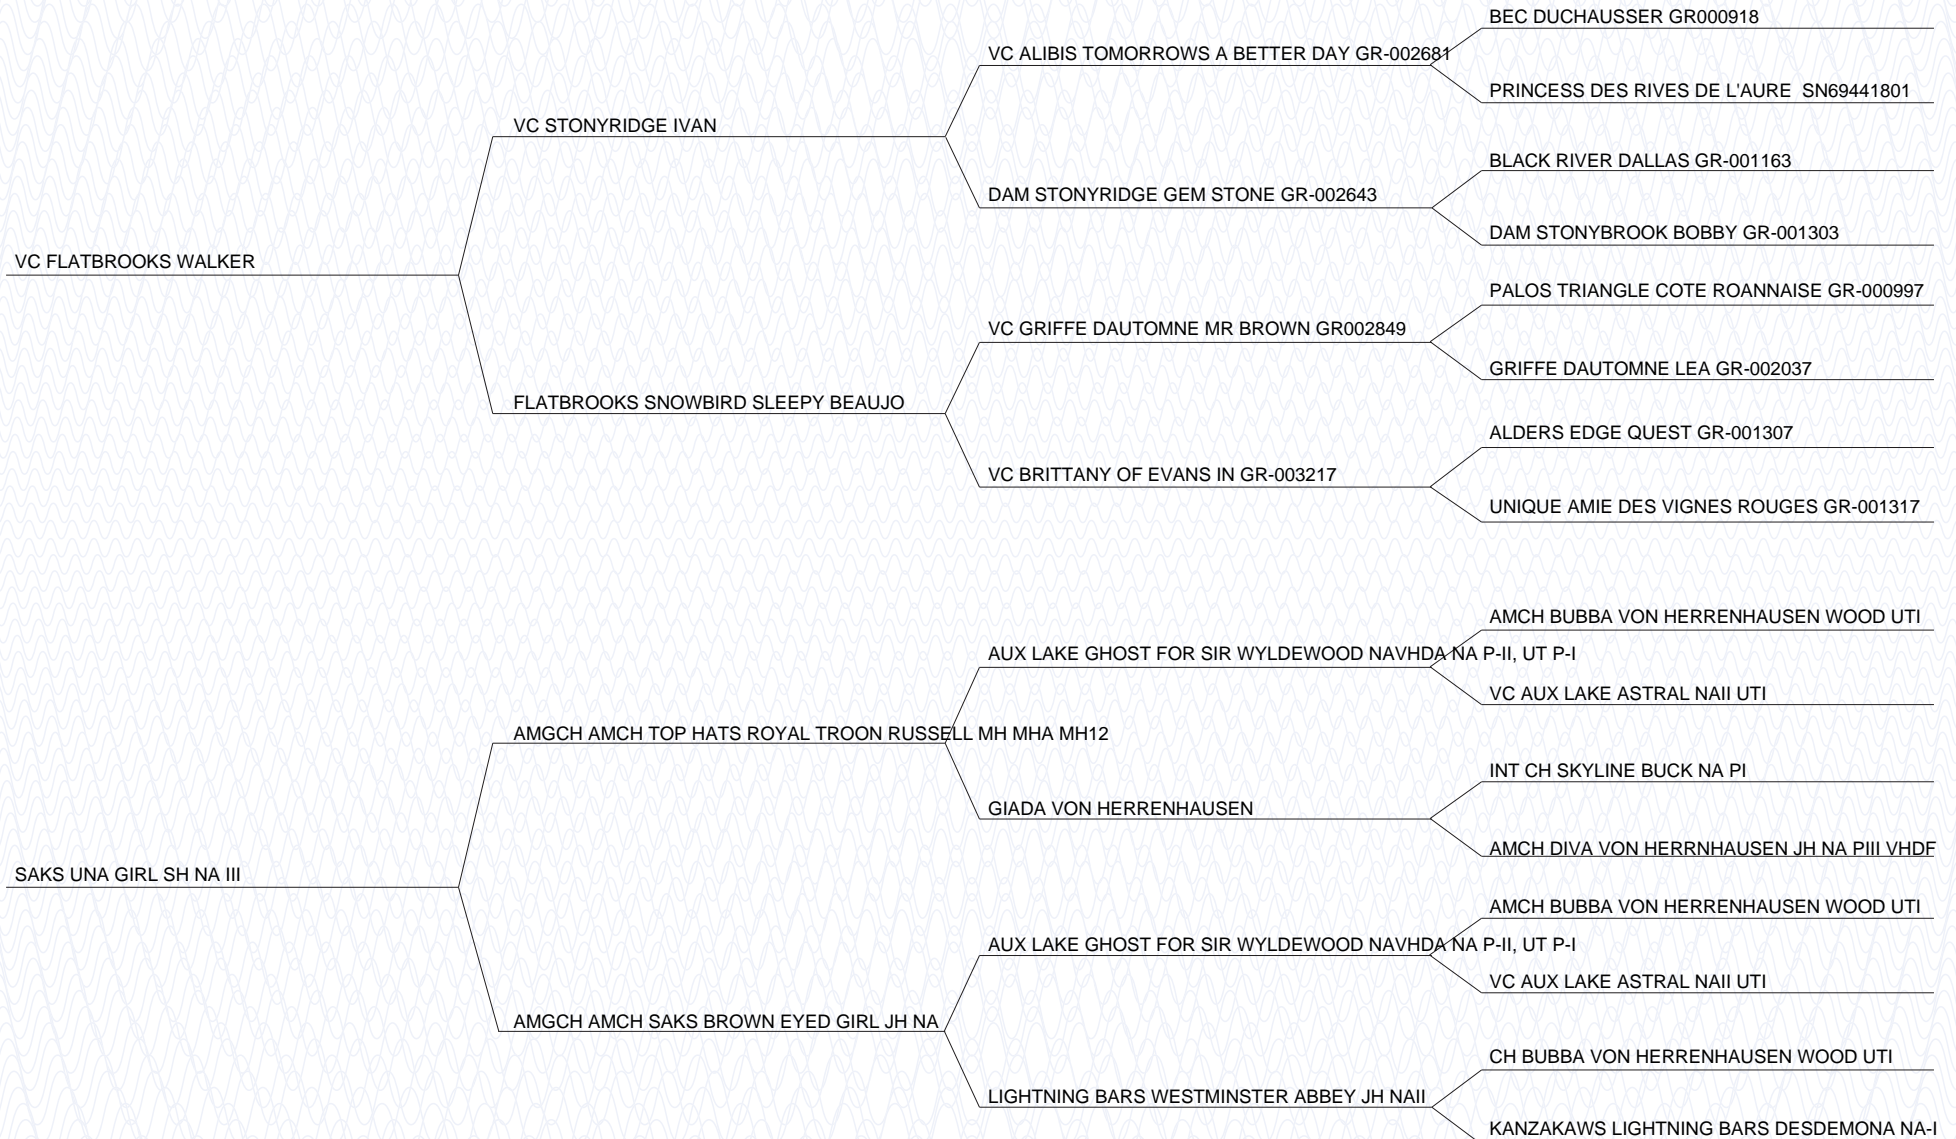 BEC DUCHAUSSER GR000918
VC ALIBIS TOMORROWS A BETTER DAY GR-002681
PRINCESS DES RIVES DE L'AURE  SN69441801
VC STONYRIDGE IVAN
BLACK RIVER DALLAS GR-001163
DAM STONYRIDGE GEM STONE GR-002643
DAM STONYBROOK BOBBY GR-001303
VC FLATBROOKS WALKER
PALOS TRIANGLE COTE ROANNAISE GR-000997
VC GRIFFE DAUTOMNE MR BROWN GR002849
GRIFFE DAUTOMNE LEA GR-002037
FLATBROOKS SNOWBIRD SLEEPY BEAUJO
ALDERS EDGE QUEST GR-001307
VC BRITTANY OF EVANS IN GR-003217
UNIQUE AMIE DES VIGNES ROUGES GR-001317
AMCH BUBBA VON HERRENHAUSEN WOOD UTI
AUX LAKE GHOST FOR SIR WYLDEWOOD NAVHDA NA P-II, UT P-I
VC AUX LAKE ASTRAL NAII UTI
AMGCH AMCH TOP HATS ROYAL TROON RUSSELL MH MHA MH12
INT CH SKYLINE BUCK NA PI
GIADA VON HERRENHAUSEN
AMCH DIVA VON HERRNHAUSEN JH NA PIII VHDF
SAKS UNA GIRL SH NA III
AMCH BUBBA VON HERRENHAUSEN WOOD UTI
AUX LAKE GHOST FOR SIR WYLDEWOOD NAVHDA NA P-II, UT P-I
VC AUX LAKE ASTRAL NAII UTI
AMGCH AMCH SAKS BROWN EYED GIRL JH NA
CH BUBBA VON HERRENHAUSEN WOOD UTI
LIGHTNING BARS WESTMINSTER ABBEY JH NAII
KANZAKAWS LIGHTNING BARS DESDEMONA NA-I